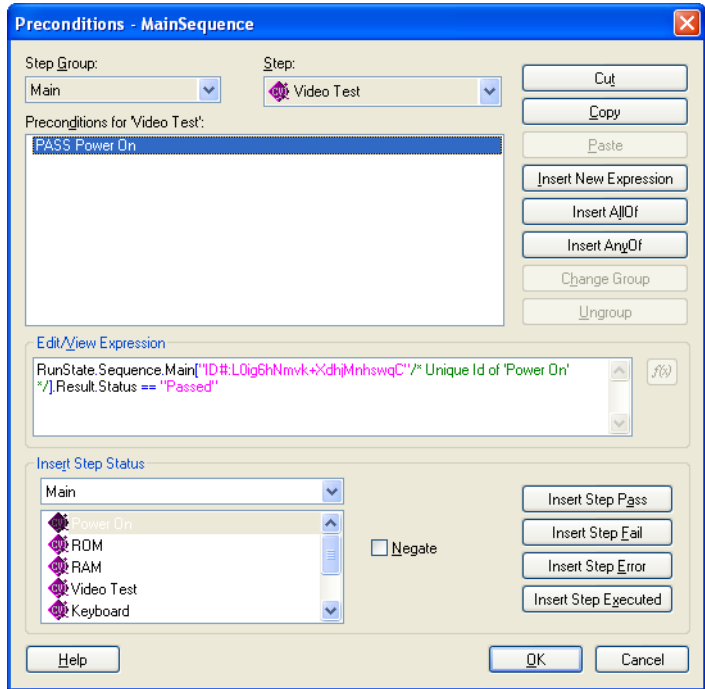 Preconditions - MainSequence
Step Group:
Step:
Main
Video Test
Preconditions for 'Video Test':
PASS Power On
Cut
Copy
Paste
Insert New Expression
Insert AllOf
Insert AnyOf
Change Group
Ungroup
Edit/View Expression
RunState.Sequence.Main["ID#:L0ig6hNmvk+XdhjMnhswqC"/* Unique Id of 'Power On'
*/].Result.Status == "Passed"
f(x)
Insert Step Status
Main
Power On
ROM
RAM
Video Test
Keyboard
Negate
Insert Step Pass
Insert Step Fail
Insert Step Error
Insert Step Executed
Help
OK
Cancel